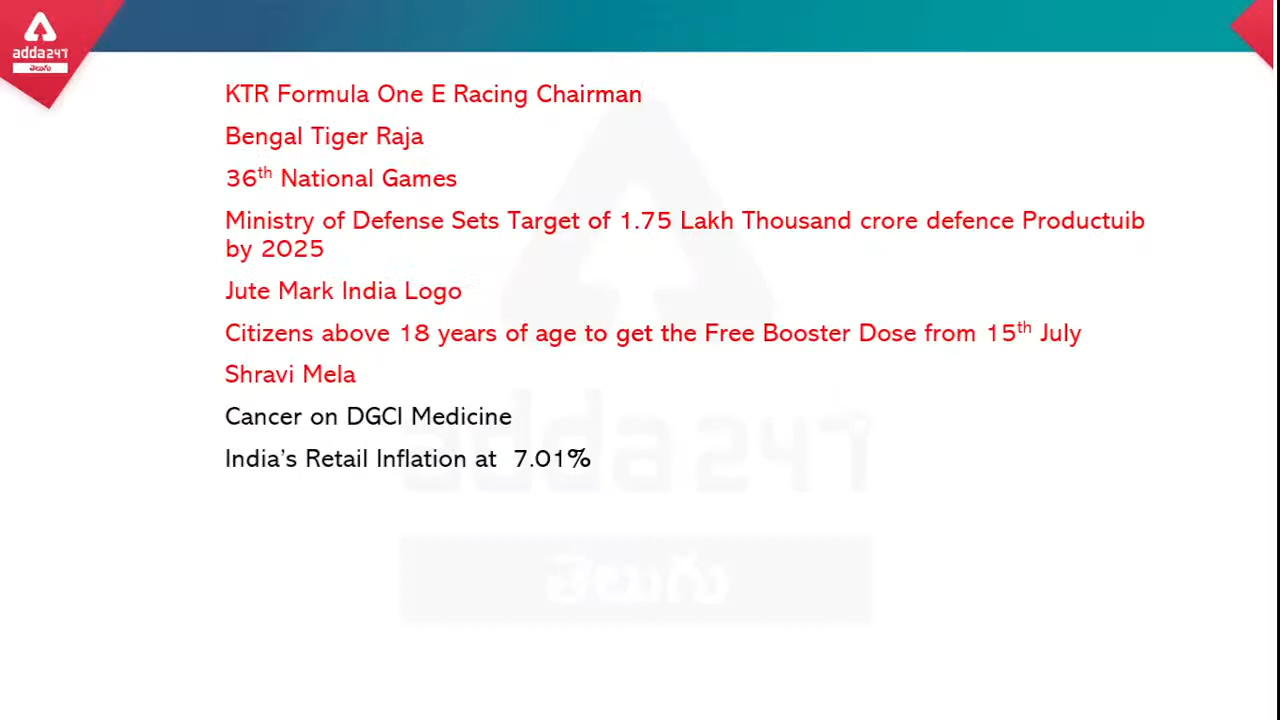 adda247
తెలుగు
KTR Formula One E Racing Chairman
Bengal Tiger Raja
36th National Games
Ministry of Defense Sets Target of 1.75 Lakh Thousand crore defence Productuib
by 2025
Jute Mark India Logo
Citizens above 18 years of age to get the Free Booster Dose from 15th July
Shravi Mela
Cancer on DGCI Medicine
India's Retail Inflation at 7.01%
adda247
తెలుగు